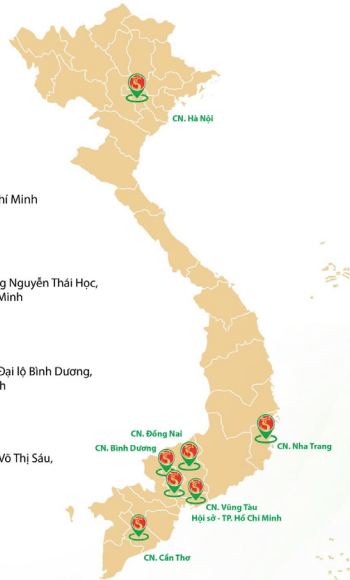 CN. Hà Nội
hí Minh
g Nguyễn Thái Học,
Minh
Đại lộ Bình Dương,
h
CN. Đồng Nai
CN. Bình Dương
CN. Nha Trang
Võ Thị Sáu,
CN. Vũng Tàu
Hội sở - TP. Hồ Chí Minh
CN. Cần Thơ